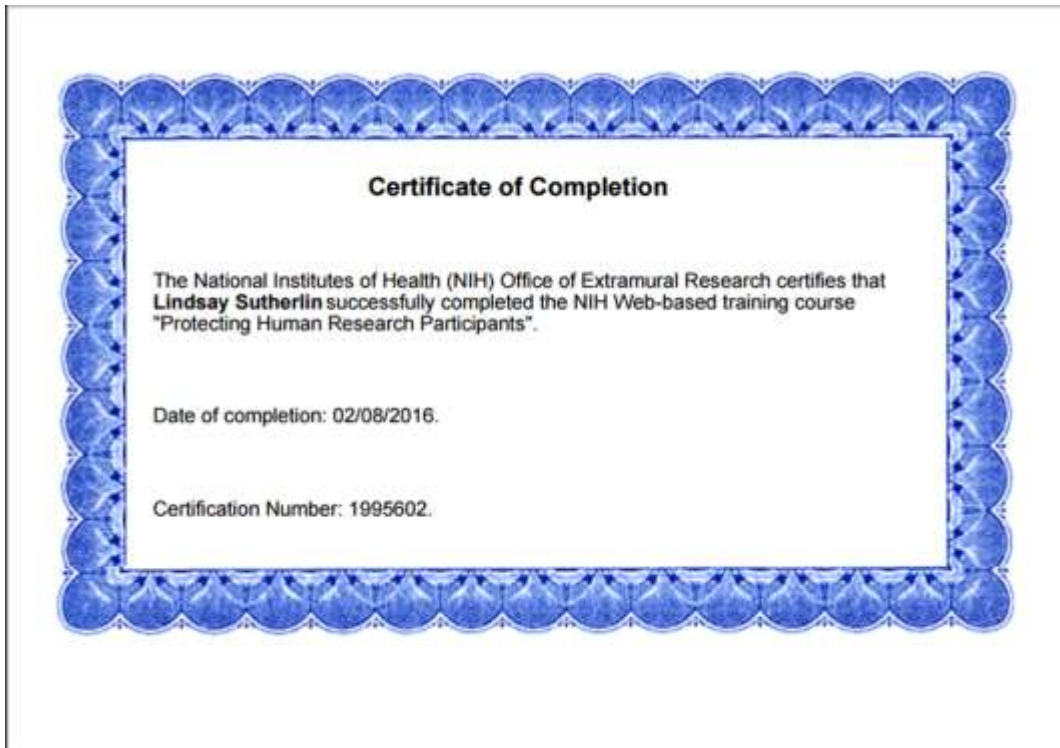 Certificate of Completion
The National Institutes of Health (NIH) Office of Extramural Research certifies that
Lindsay Sutherlin successfully completed the NIH Web-based training course
"Protecting Human Research Participants".
Date of completion: 02/08/2016.
Certification Number: 1995602.